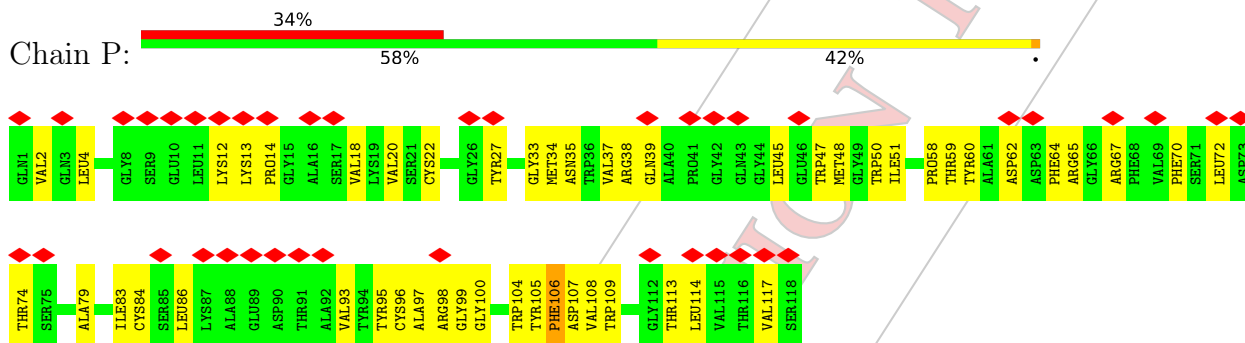 34%
Chain P:
58% 42% .
GLN1 VAL2 GLN3 LEU4 GLY8 SER9 GLU10 LEU11 LYS12 LYS13 PRO14 GLY15 ALA16 SER17 VAL18 LYS19 VAL20 SER21 CYS22 GLY26 TYR27 GLY33 MET34 ASN35 TRP36 VAL37 ARG38 GLN39 ALA40 PRO41 GLY42 GLN43 GLY44 LEU45 GLU46 TRP47 MET48 GLY49 TRP50 ILE51 PRO58 THR59 TYR60 ALA61 ASP62 ASP63 PHE64 ARG65 GLY66 ARG67 PHE68 VAL69 PHE70 SER71 LEU72 ASP73
THR74 SER75 ALA79 ILE83 CYS84 SER85 LEU86 LYS87 ALA88 GLU89 ASP90 THR91 ALA92 VAL93 TYR94 TYR95 CYS96 ALA97 ARG98 GLY99 GLY100 TRP104 TYR105 PHE106 ASP107 VAL108 TRP109 GLY112 THR113 LEU114 VAL115 THR116 VAL117 SER118